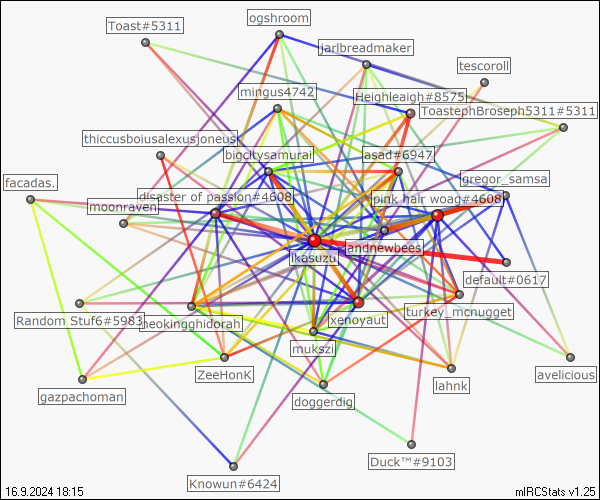 ogshroom
Toast#5311
jarlbreadmaker
tescoroll
mingus4742
Heighleaigh#8575
ToastephBroseph5311#5311
thiccusboiusalexusjoneusi
bigcitysamurai
asad#6947
gregor_samsa
facadas.
disaster of passion#4608
pink hair woag#4608
moonraven
andnewbees
ikasuzu
default#0617
Random Stuf6#5983
neokingghidorah
xenoyaut
turkey_mcnugget
mukszi
ZeeHonK
lahnk
avelicious
gazpachoman
doggerdig
Duck™#9103
Knowun#6424
16.9.2024 18:15
mIRCStats v1.25